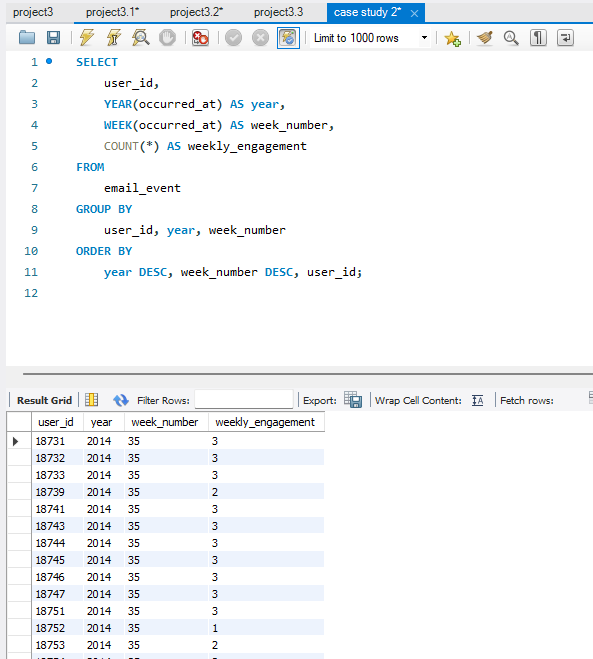 project3 project3.1* project3.2* project3.3 case study 2*
Limit to 1000 rows
1 SELECT
2 user_id,
3 YEAR(occurred_at) AS year,
4 WEEK(occurred_at) AS week_number,
5 COUNT(*) AS weekly_engagement
6 FROM
7 email_event
8 GROUP BY
9 user_id, year, week_number
10 ORDER BY
11 year DESC, week_number DESC, user_id;
12
Result Grid Filter Rows: Export: Wrap Cell Content: Fetch rows:
user_id year week_number weekly_engagement
18731 2014 35 3
18732 2014 35 3
18733 2014 35 3
18739 2014 35 2
18741 2014 35 3
18743 2014 35 3
18744 2014 35 3
18745 2014 35 3
18746 2014 35 3
18747 2014 35 3
18751 2014 35 3
18752 2014 35 1
18753 2014 35 2